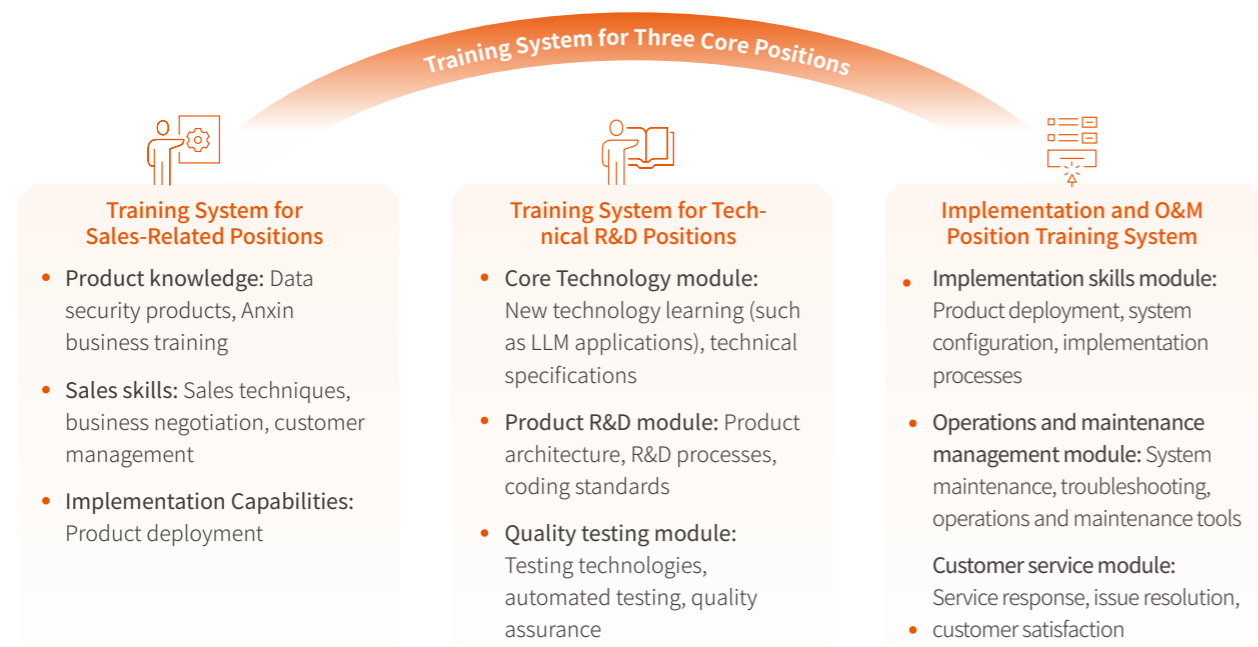 Training System for Three Core Positions
Training System for
Sales-Related Positions
• Product knowledge: Data
security products, Anxin
business training
• Sales skills: Sales techniques,
business negotiation, customer
management
• Implementation Capabilities:
Product deployment
Training System for Tech-
nical R&D Positions
• Core Technology module:
New technology learning (such
as LLM applications), technical
specifications
• Product R&D module: Product
architecture, R&D processes,
coding standards
• Quality testing module:
Testing technologies,
automated testing, quality
assurance
Implementation and O&M
Position Training System
• Implementation skills module:
Product deployment, system
configuration, implementation
processes
• Operations and maintenance
management module: System
maintenance, troubleshooting,
operations and maintenance tools
Customer service module:
Service response, issue resolution,
• customer satisfaction